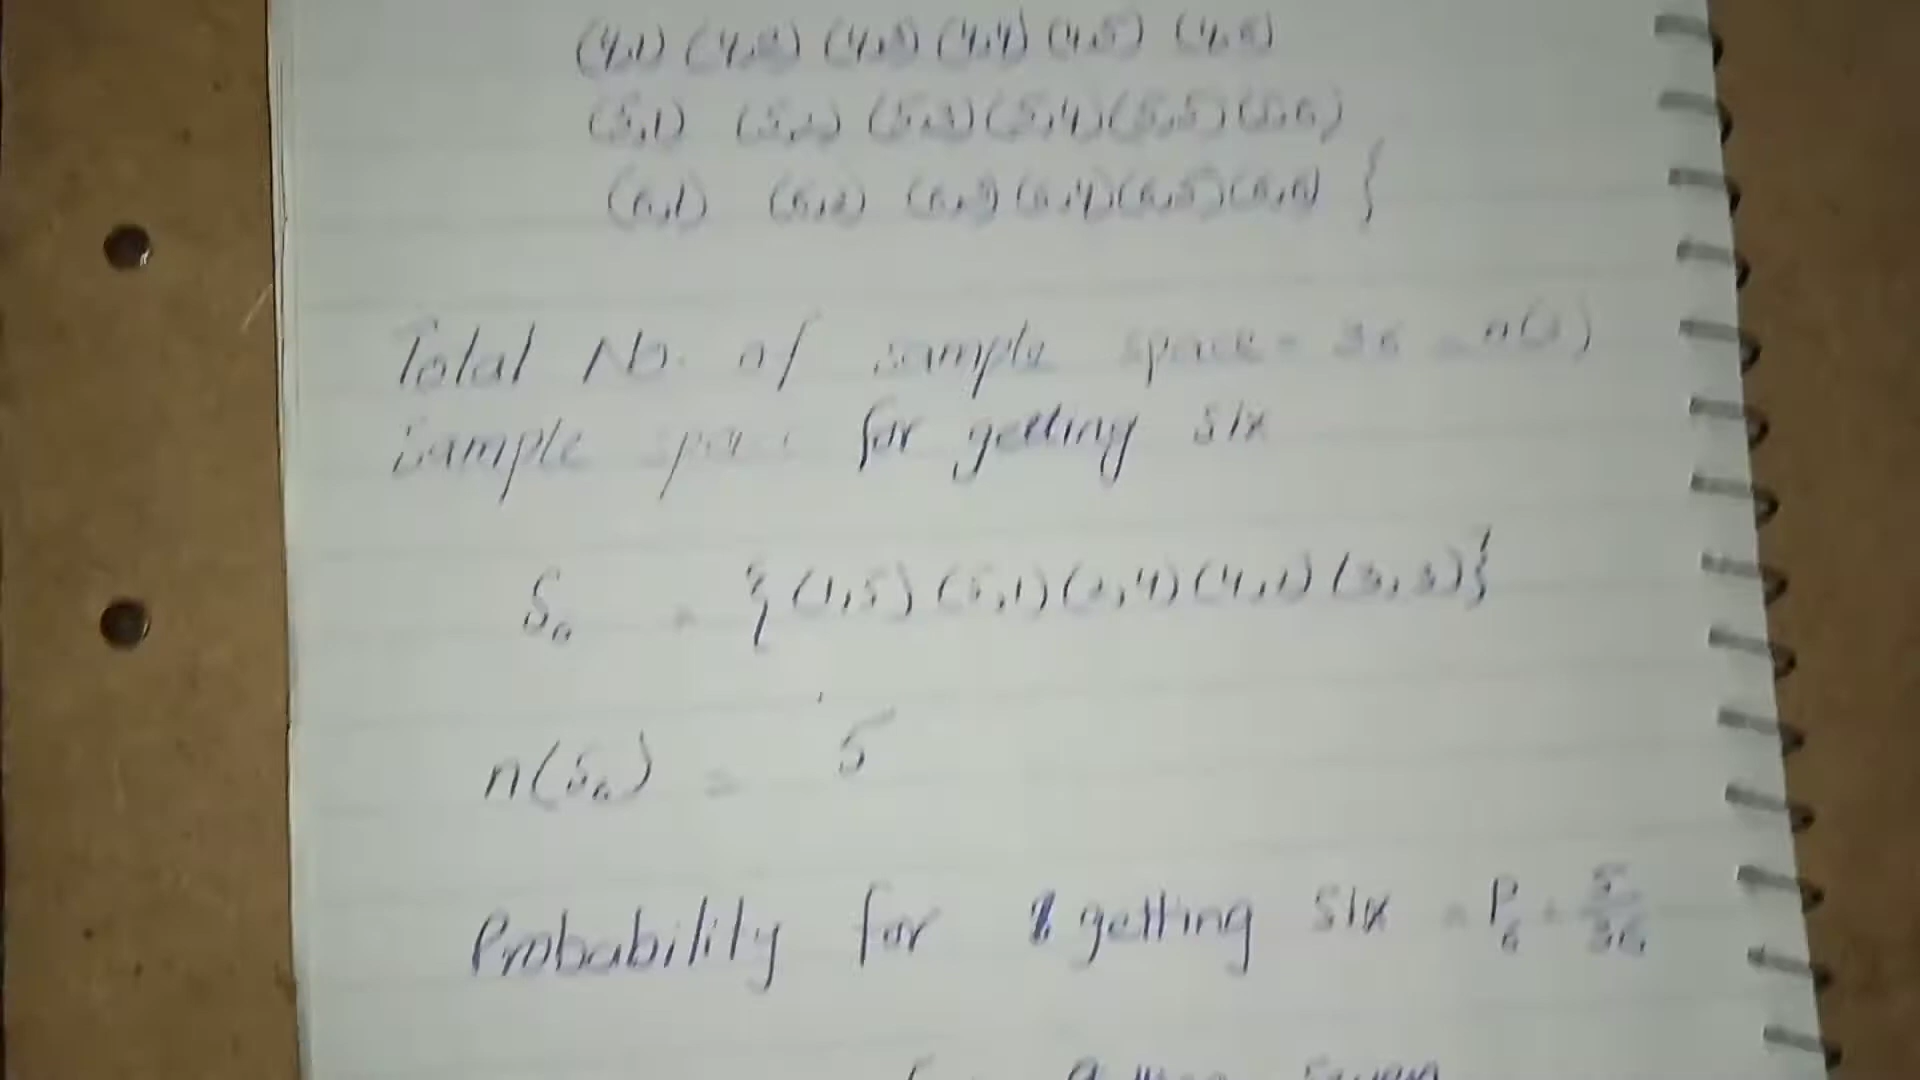 (4,1) (4,2) (4,3) (4,4) (4,5) (4,6)
(5,1) (5,2) (5,3) (5,4) (5,5) (5,6)
(6,1) (6,2) (6,3) (6,4) (6,5) (6,6) }
Total No. of sample space = 36 = n(s)
Sample space for getting six
S₆ = { (1,5) (5,1) (2,4) (4,2) (3,3) }
n(S₆) = 5
Probability for getting six = P₆ = 5/36